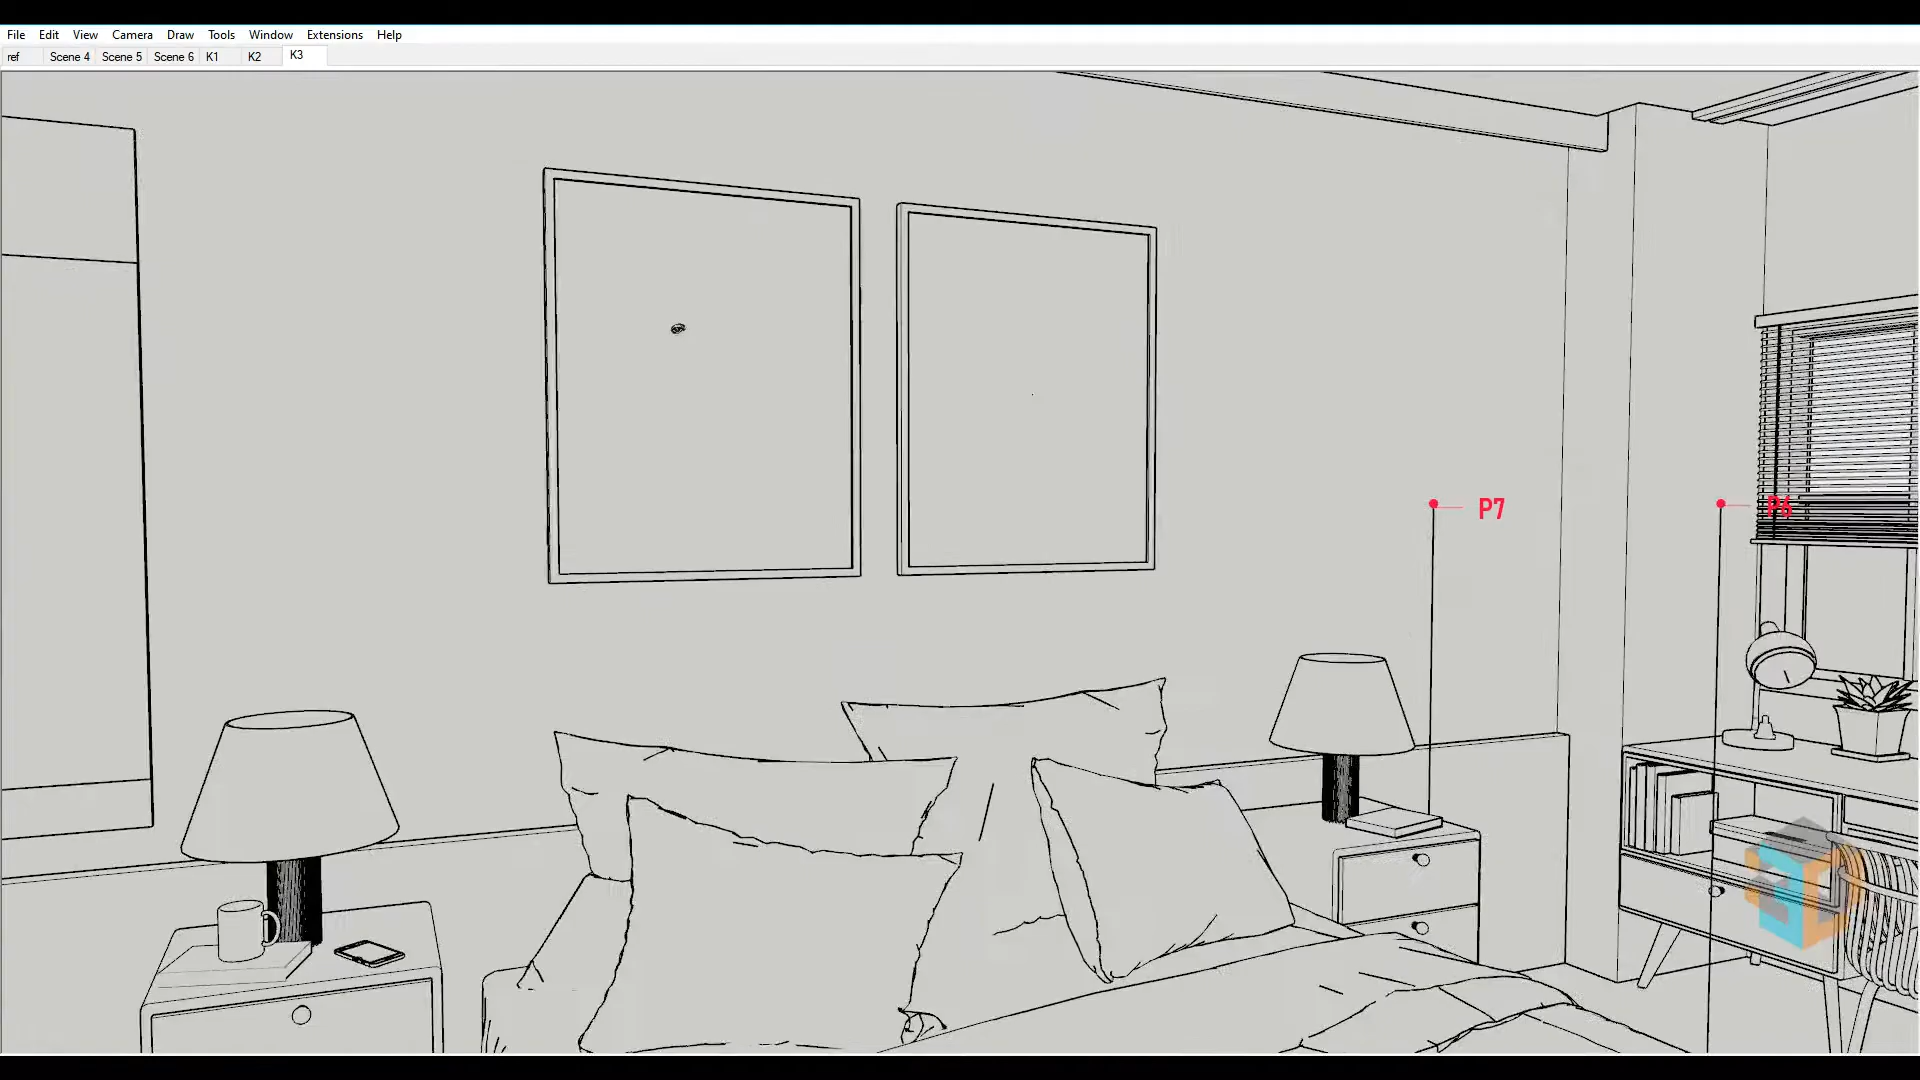 File Edit View Camera Draw Tools Window Extensions Help
ref Scene 4 Scene 5 Scene 6 K1 K2 K3
P7 P6